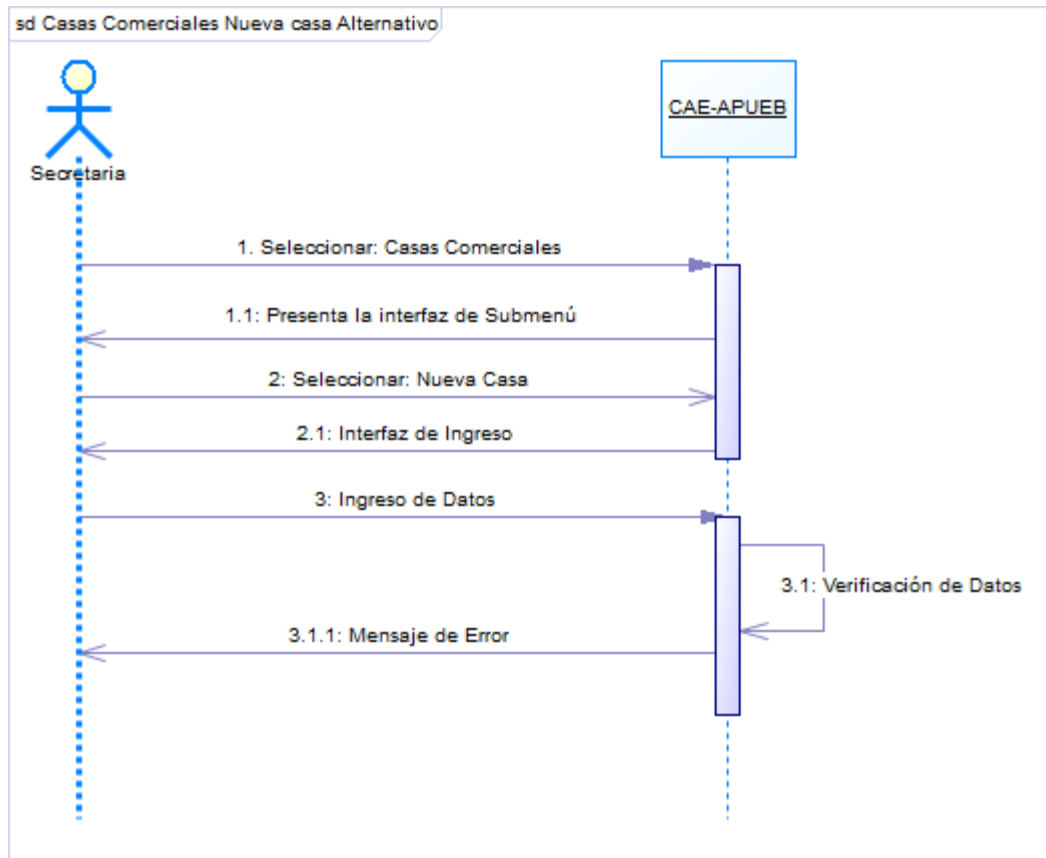 sd Casas Comerciales Nueva casa Alternativo
CAE-APUEB
Secretaria
1. Seleccionar: Casas Comerciales
1.1: Presenta la interfaz de Submenú
2: Seleccionar: Nueva Casa
2.1: Interfaz de Ingreso
3: Ingreso de Datos
3.1: Verificación de Datos
3.1.1: Mensaje de Error